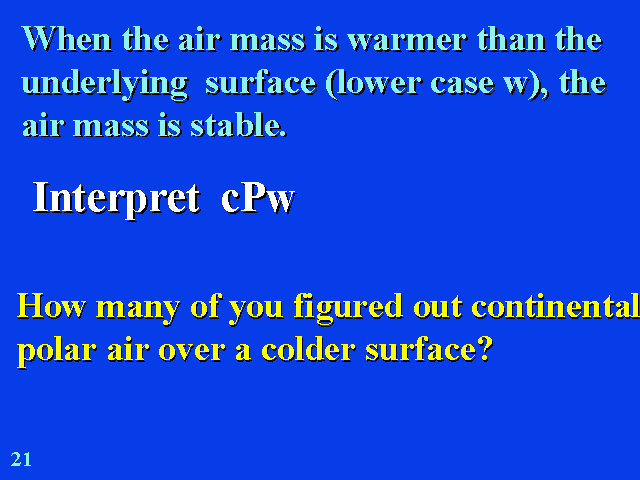 When the air mass is warmer than the
underlying surface (lower case w), the
air mass is stable.
Interpret cPw
How many of you figured out continental
polar air over a colder surface?
21